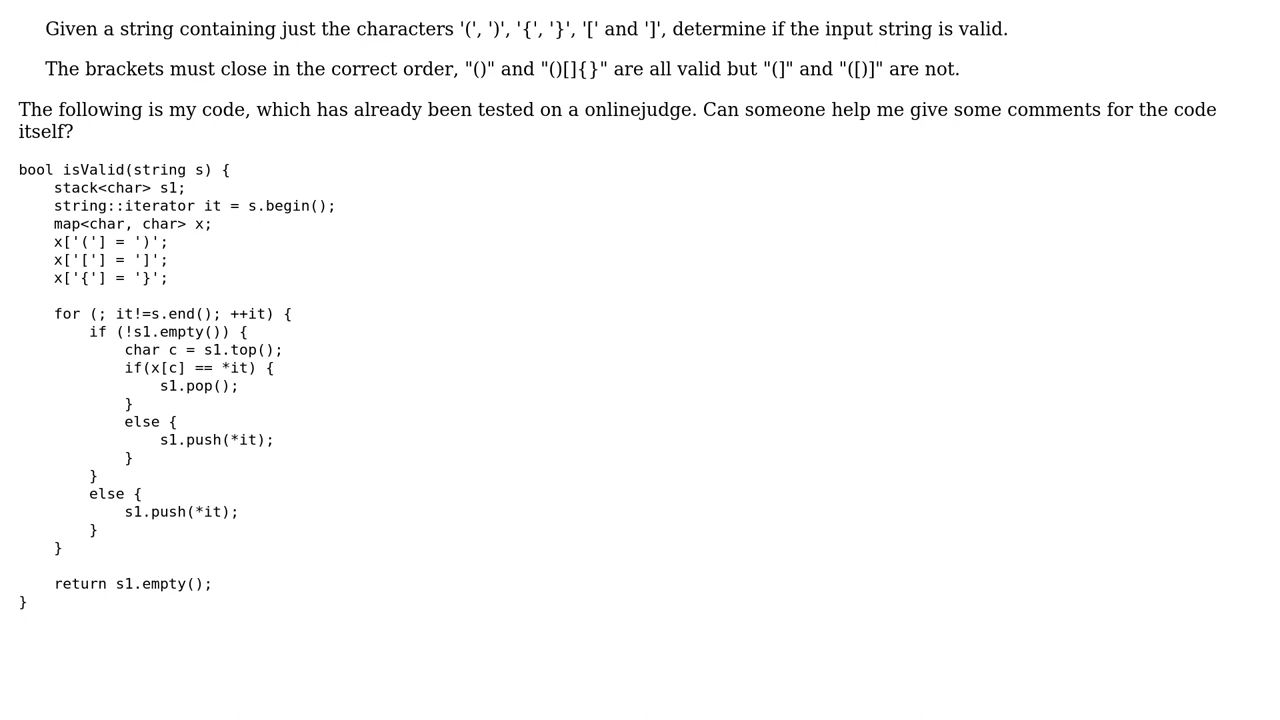 Given a string containing just the characters '(', ')', '{', '}', '[' and ']', determine if the input string is valid.
The brackets must close in the correct order, "()" and "()[]{}" are all valid but "(]" and "([)]" are not.
The following is my code, which has already been tested on a onlinejudge. Can someone help me give some comments for the code
itself?
bool isValid(string s) {
    stack<char> s1;
    string::iterator it = s.begin();
    map<char, char> x;
    x['('] = ')';
    x['['] = ']';
    x['{'] = '}';

    for (; it!=s.end(); ++it) {
        if (!s1.empty()) {
            char c = s1.top();
            if(x[c] == *it) {
                s1.pop();
            }
            else {
                s1.push(*it);
            }
        }
        else {
            s1.push(*it);
        }
    }

    return s1.empty();
}